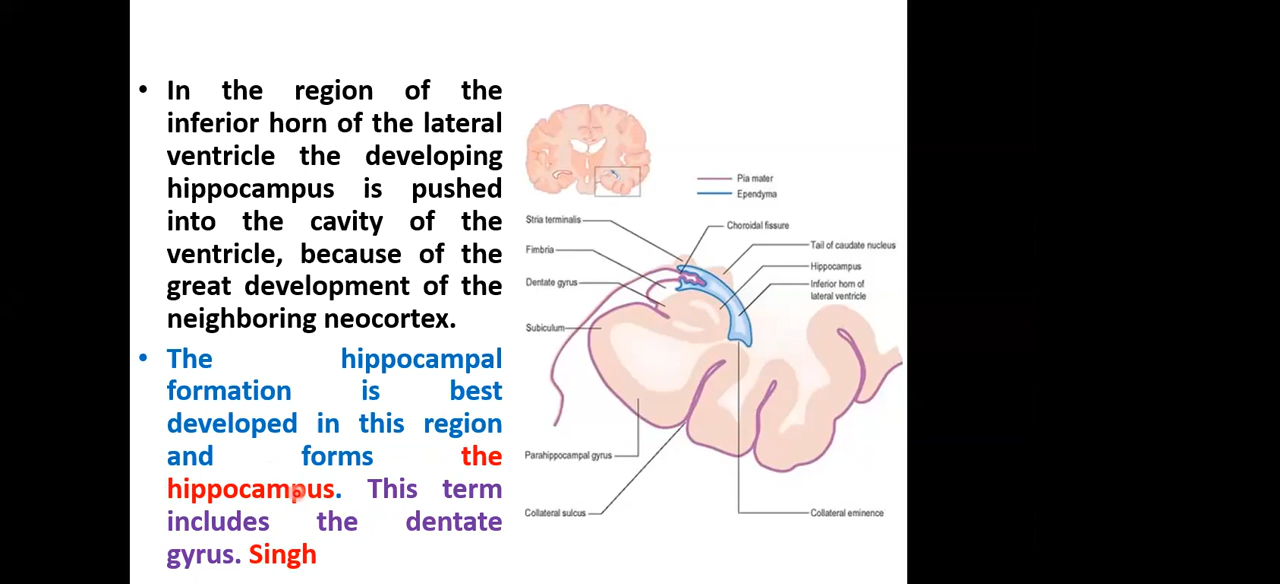 • In the region of the
inferior horn of the lateral
ventricle the developing
hippocampus is pushed
into the cavity of the
ventricle, because of the
great development of the
neighboring neocortex.
• The hippocampal
formation is best
developed in this region
and forms the
hippocampus. This term
includes the dentate
gyrus. Singh
Pia mater
Ependyma
Stria terminalis
Choroidal fissure
Fimbria
Tail of caudate nucleus
Hippocampus
Dentate gyrus
Inferior horn of
lateral ventricle
Subiculum
Parahippocampal gyrus
Collateral sulcus
Collateral eminence